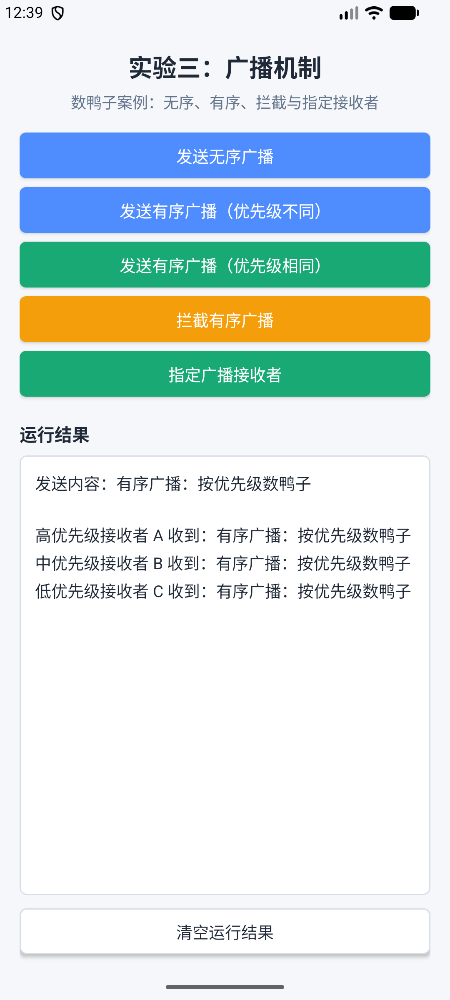 12:39
实验三：广播机制
数鸭子案例：无序、有序、拦截与指定接收者
发送无序广播
发送有序广播（优先级不同）
发送有序广播（优先级相同）
拦截有序广播
指定广播接收者
运行结果
发送内容：有序广播：按优先级数鸭子
高优先级接收者 A 收到：有序广播：按优先级数鸭子
中优先级接收者 B 收到：有序广播：按优先级数鸭子
低优先级接收者 C 收到：有序广播：按优先级数鸭子
清空运行结果